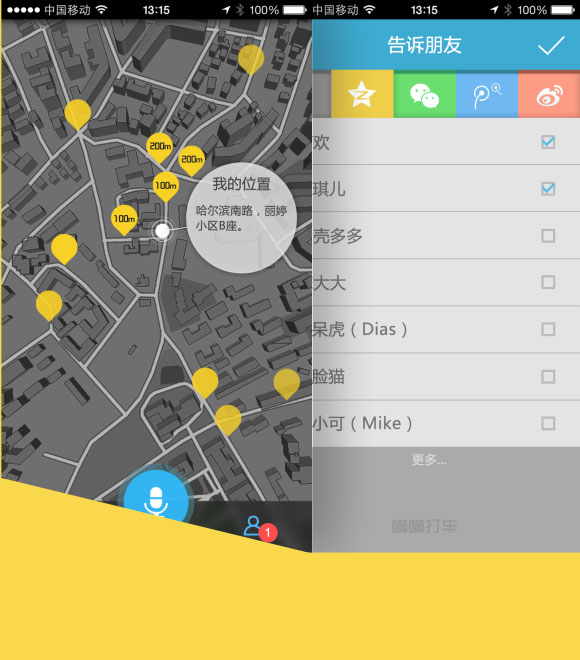 中国移动 13:15 100%
200m
200m
100m
100m
我的位置
哈尔滨南路，丽婷
小区B座。
1
中国移动 13:15 100%
告诉朋友
欢
琪儿
壳多多
大大
呆虎（Dias）
脸猫
小可（Mike）
更多...
嘀嘀打车